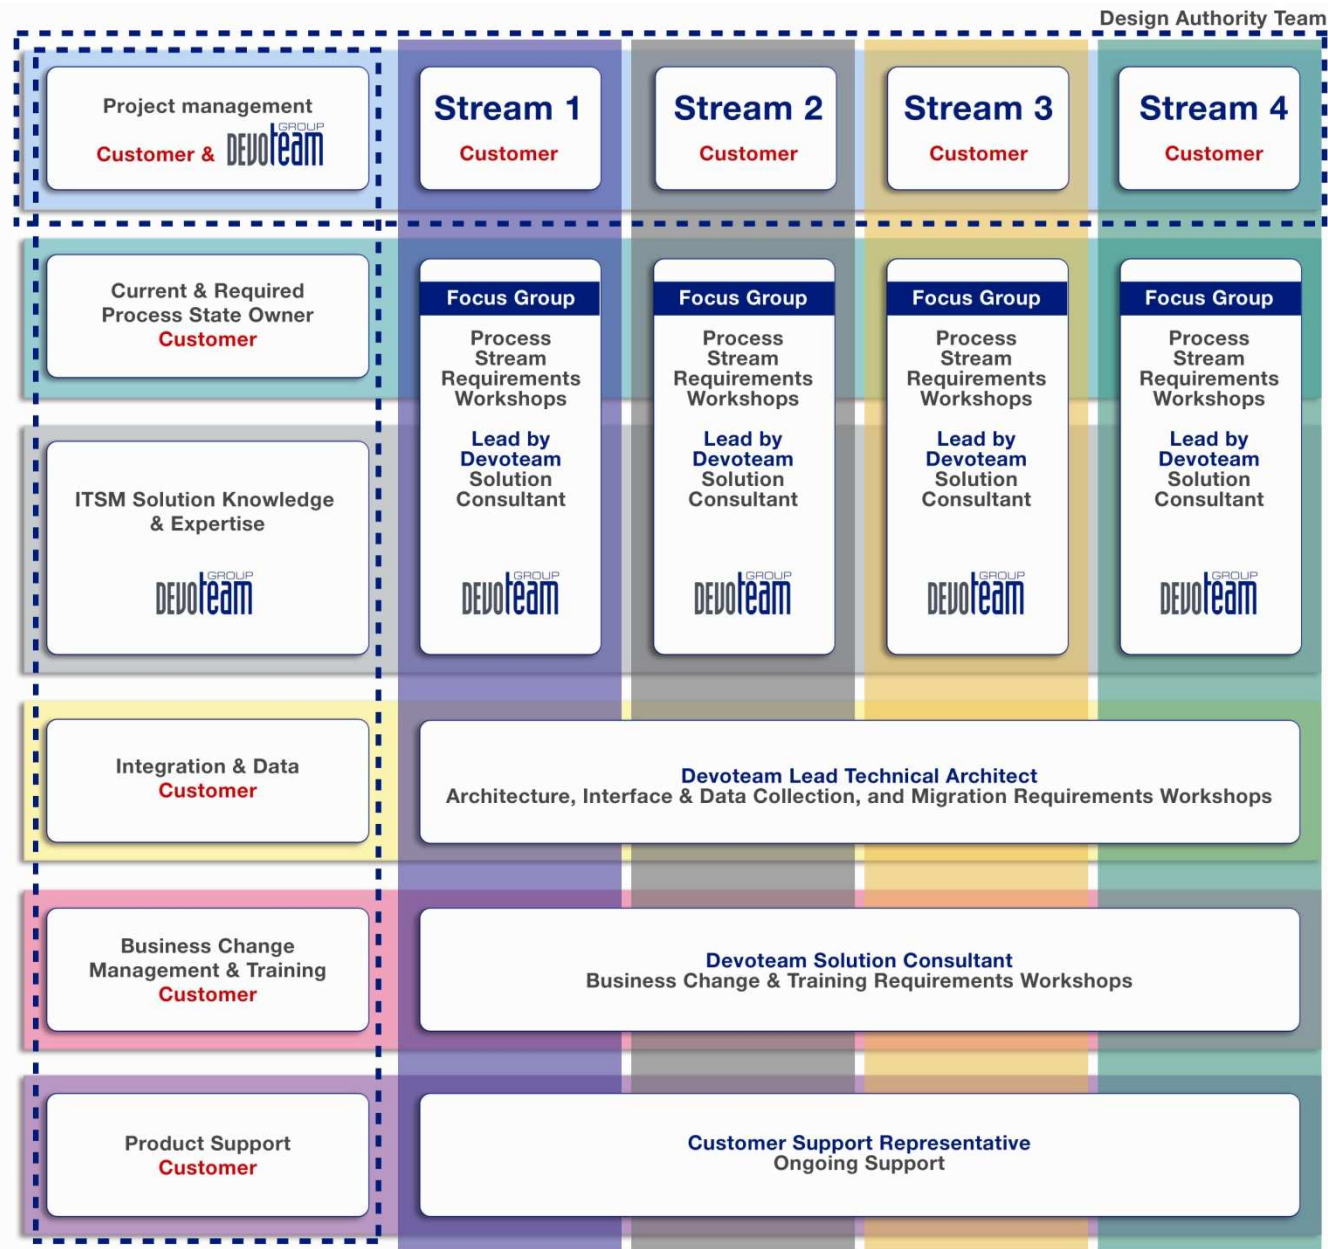 Design Authority Team
Project management
Customer & DEVOteam GROUP
Stream 1
Customer
Stream 2
Customer
Stream 3
Customer
Stream 4
Customer
Current & Required
Process State Owner
Customer
Focus Group
Process
Stream
Requirements
Workshops
Lead by
Devoteam
Solution
Consultant
DEVOteam GROUP
Focus Group
Process
Stream
Requirements
Workshops
Lead by
Devoteam
Solution
Consultant
DEVOteam GROUP
Focus Group
Process
Stream
Requirements
Workshops
Lead by
Devoteam
Solution
Consultant
DEVOteam GROUP
Focus Group
Process
Stream
Requirements
Workshops
Lead by
Devoteam
Solution
Consultant
DEVOteam GROUP
ITSM Solution Knowledge
& Expertise
DEVOteam GROUP
Integration & Data
Customer
Devoteam Lead Technical Architect
Architecture, Interface & Data Collection, and Migration Requirements Workshops
Business Change
Management & Training
Customer
Devoteam Solution Consultant
Business Change & Training Requirements Workshops
Product Support
Customer
Customer Support Representative
Ongoing Support